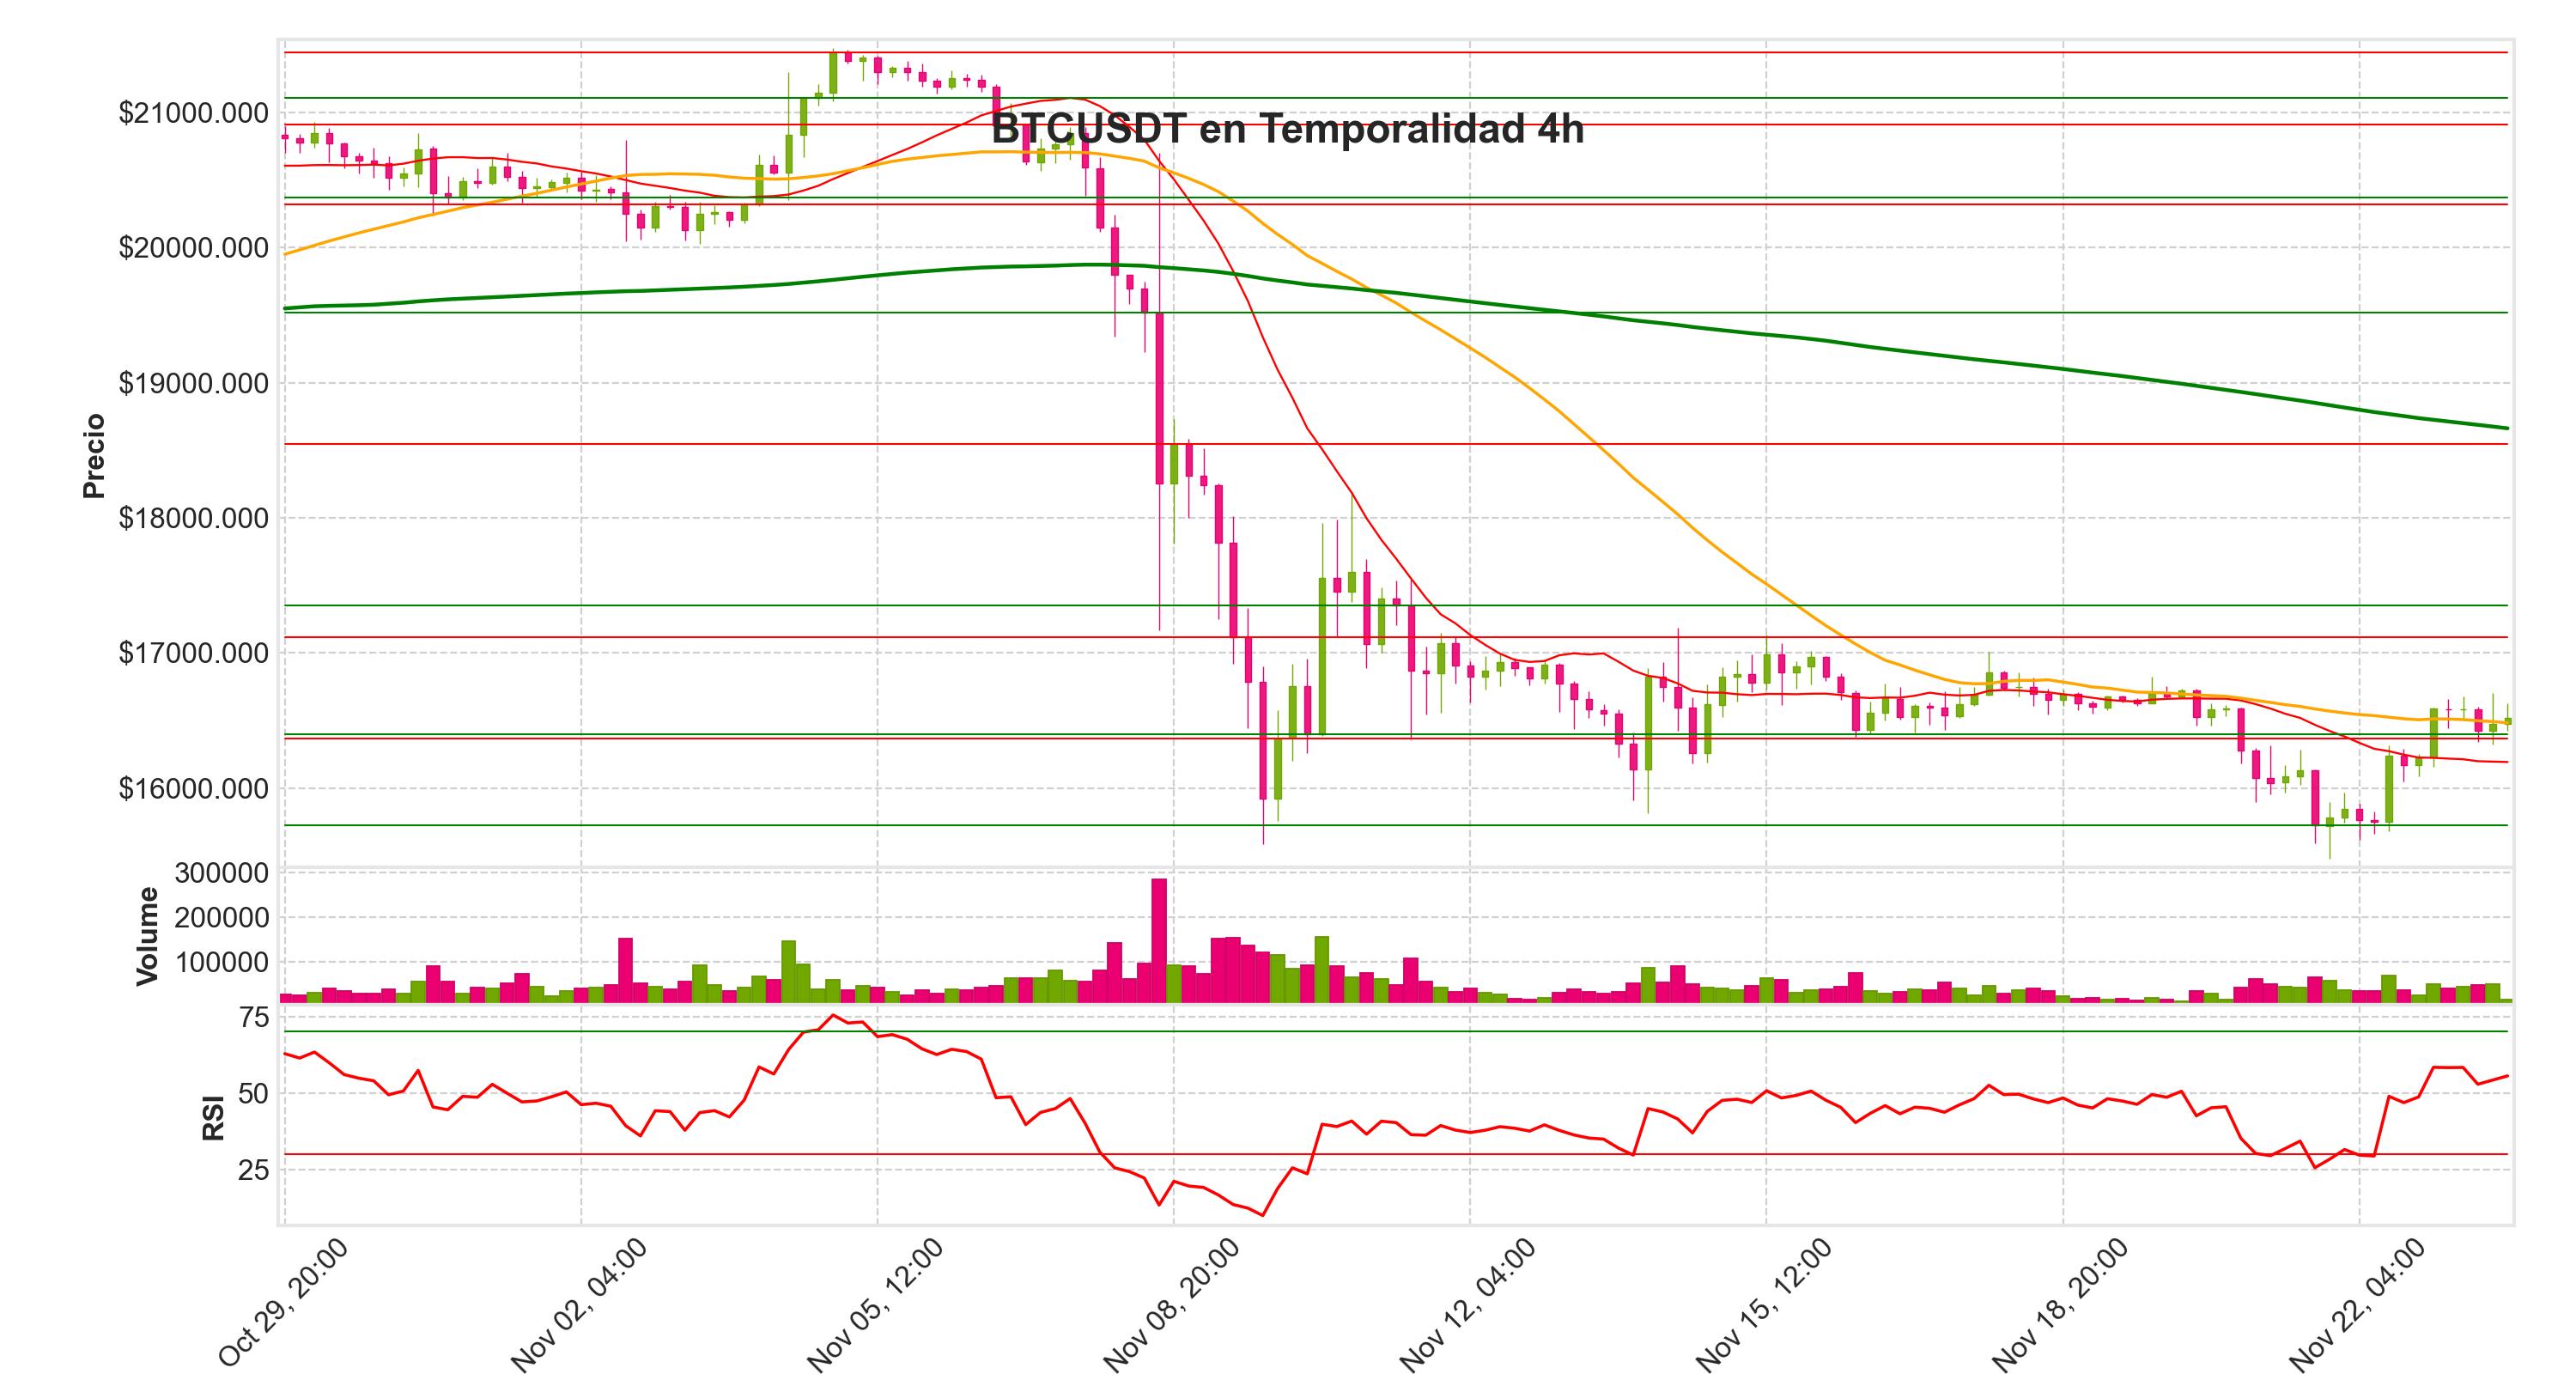 BTCUSDT en Temporalidad 4h
Precio
$21000.000
$20000.000
$19000.000
$18000.000
$17000.000
$16000.000
Volume
300000
200000
100000
RSI
75
50
25
Oct 29, 20:00
Nov 02, 04:00
Nov 05, 12:00
Nov 08, 20:00
Nov 12, 04:00
Nov 15, 12:00
Nov 18, 20:00
Nov 22, 04:00